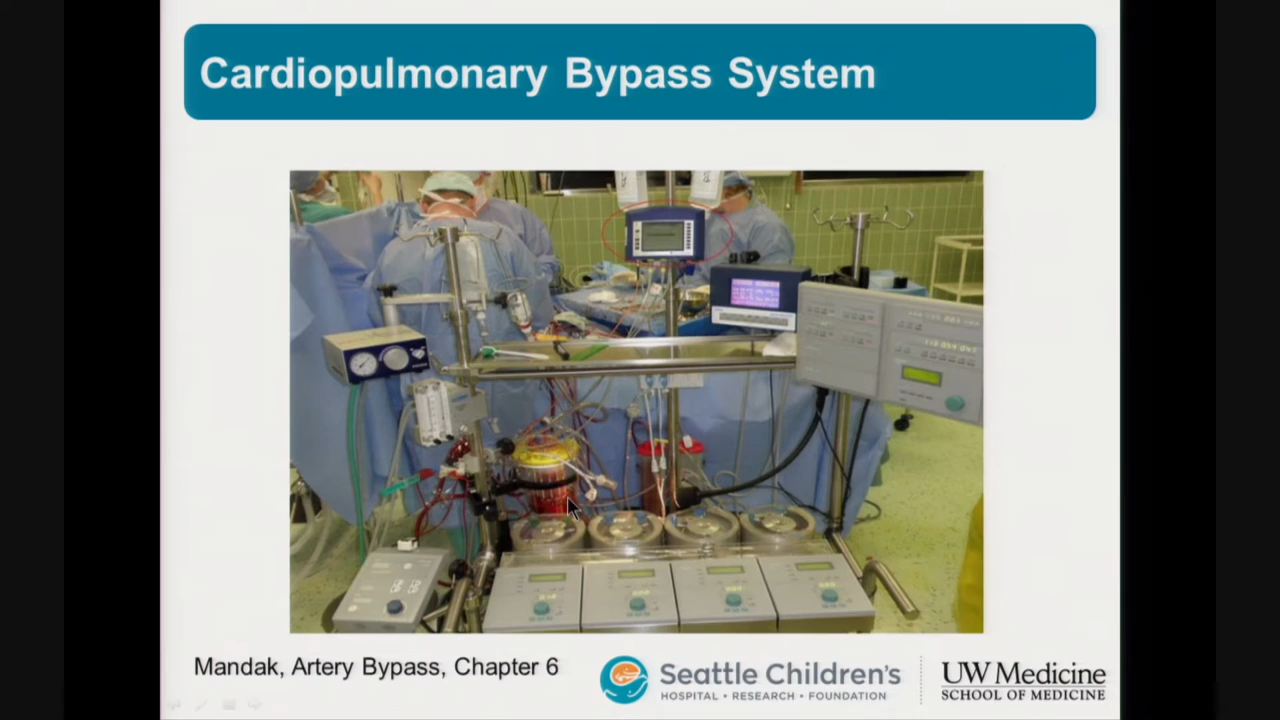 Cardiopulmonary Bypass System
Mandak, Artery Bypass, Chapter 6
Seattle Children's
HOSPITAL • RESEARCH • FOUNDATION
UW Medicine
SCHOOL OF MEDICINE